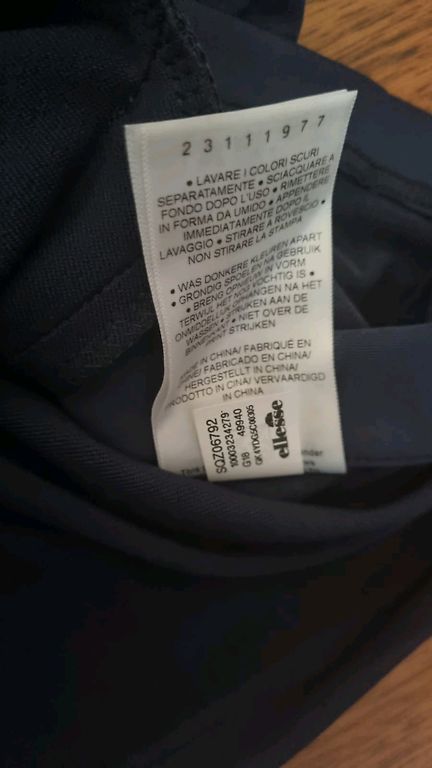 23111977
• LAVARE I COLORI SCURI
SEPARATAMENTE • SCIACQUARE A
FONDO DOPO L'USO • RIMETTERE
IN FORMA DA UMIDO • APPENDERE
IMMEDIATAMENTE DOPO IL
LAVAGGIO • STIRARE A ROVESCIO •
NON STIRARE LA STAMPA
• WAS DONKERE KLEUREN APART
• GRONDIG SPOELEN NA GEBRUIK
• BRENG OPNIEUW IN VORM
TERWIJL HET NOG VOCHTIG IS •
ONMIDDELLIJK HANGEN NA HET
WASSEN • STRIJKEN AAN DE
BINNENKANT • NIET OVER DE
PRINT STRIJKEN
MADE IN CHINA/ FABRIQUÉ EN
CHINE/ FABRICADO EN CHINA/
HERGESTELLT IN CHINA/
PRODOTTO IN CINA/ VERVAARDIGD
IN CHINA
SQZ06792
10003234279
49940
G18
ellesse